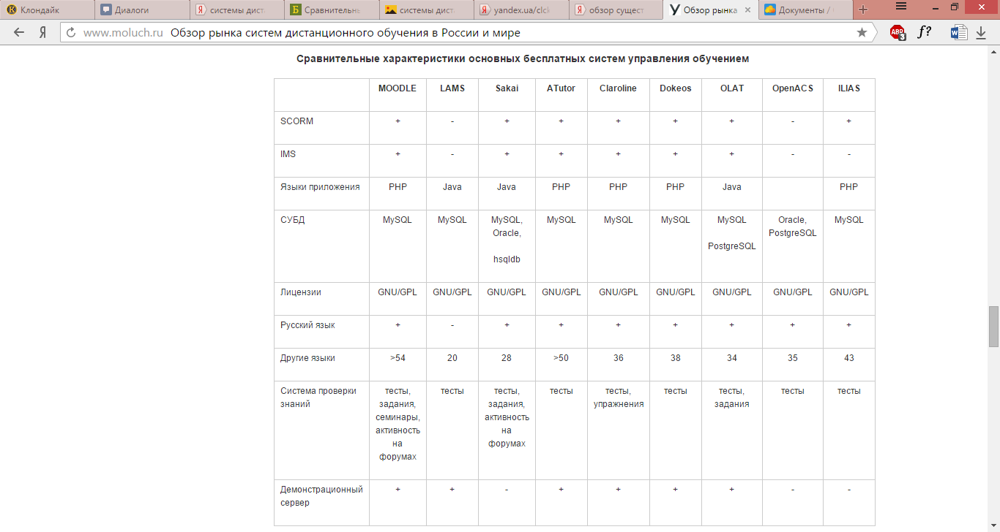 Клондайк Диалоги системы дист Сравнительн системы дист yandex.ua/clck обзор сущест Обзор рынка Документы /
Я www.moluch.ru Обзор рынка систем дистанционного обучения в России и мире ABP 3 f? W
Сравнительные характеристики основных бесплатных систем управления обучением
MOODLE LAMS Sakai ATutor Claroline Dokeos OLAT OpenACS ILIAS
SCORM + - + + + + + - +
IMS + - + + + + + - -
Языки приложения PHP Java Java PHP PHP PHP Java PHP
СУБД MySQL MySQL MySQL, MySQL MySQL MySQL MySQL Oracle, MySQL
Oracle, PostgreSQL
PostgreSQL
hsqldb
Лицензии GNU/GPL GNU/GPL GNU/GPL GNU/GPL GNU/GPL GNU/GPL GNU/GPL GNU/GPL GNU/GPL
Русский язык + - + + + + + + +
Другие языки >54 20 28 >50 36 38 34 35 43
Система проверки тесты, тесты тесты, тесты тесты, тесты тесты, тесты тесты
знаний задания, задания, упражнения задания
семинары, активность
активность на
на форумах
форумах
Демонстрационный + + - + + + + - -
сервер